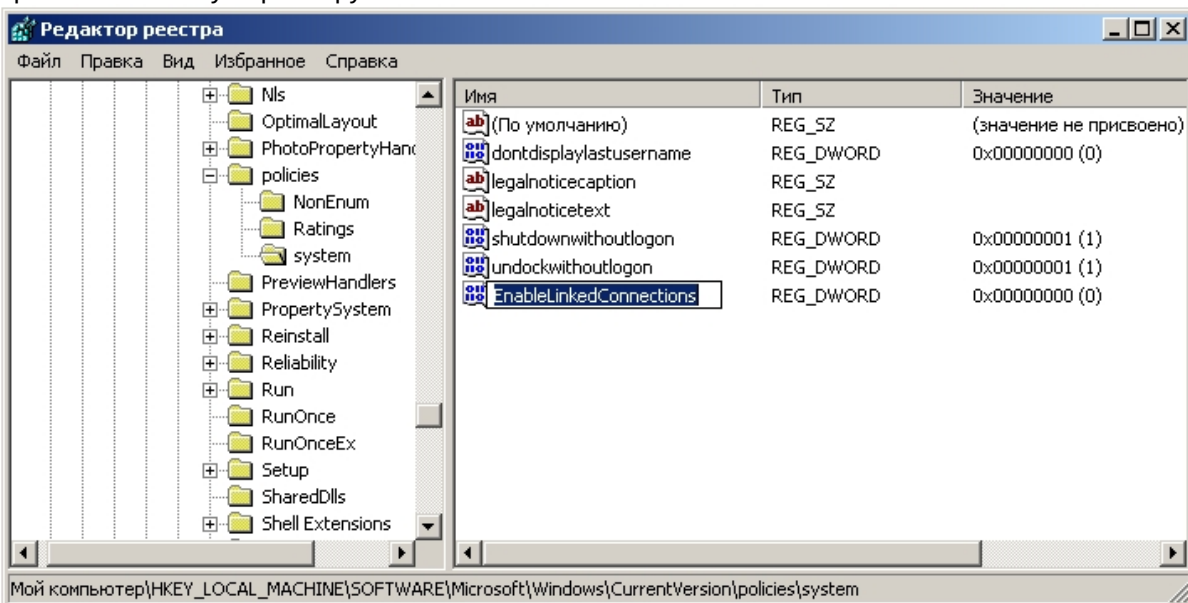 Редактор реестра
Файл Правка Вид Избранное Справка
Nls
OptimalLayout
PhotoPropertyHand
policies
NonEnum
Ratings
system
PreviewHandlers
PropertySystem
Reinstall
Reliability
Run
RunOnce
RunOnceEx
Setup
SharedDlls
Shell Extensions
Имя Тип Значение
(По умолчанию) REG_SZ (значение не присвоено)
dontdisplaylastusername REG_DWORD 0x00000000 (0)
legalnoticecaption REG_SZ
legalnoticetext REG_SZ
shutdownwithoutlogon REG_DWORD 0x00000001 (1)
undockwithoutlogon REG_DWORD 0x00000001 (1)
EnableLinkedConnections REG_DWORD 0x00000000 (0)
Мой компьютер\HKEY_LOCAL_MACHINE\SOFTWARE\Microsoft\Windows\CurrentVersion\policies\system